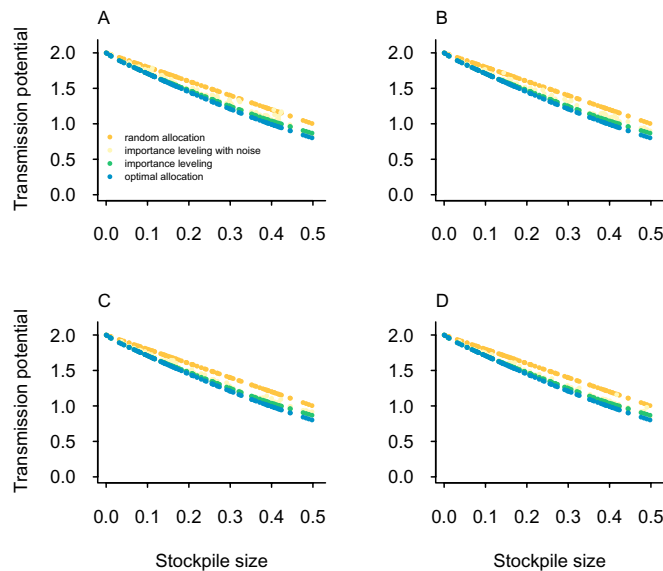 A
B
Transmission potential
2.0
1.5
1.0
0.5
0.0
random allocation
importance leveling with noise
importance leveling
optimal allocation
0.0 0.1 0.2 0.3 0.4 0.5
2.0
1.5
1.0
0.5
0.0
0.0 0.1 0.2 0.3 0.4 0.5
C
D
Transmission potential
2.0
1.5
1.0
0.5
0.0
0.0 0.1 0.2 0.3 0.4 0.5
Stockpile size
2.0
1.5
1.0
0.5
0.0
0.0 0.1 0.2 0.3 0.4 0.5
Stockpile size